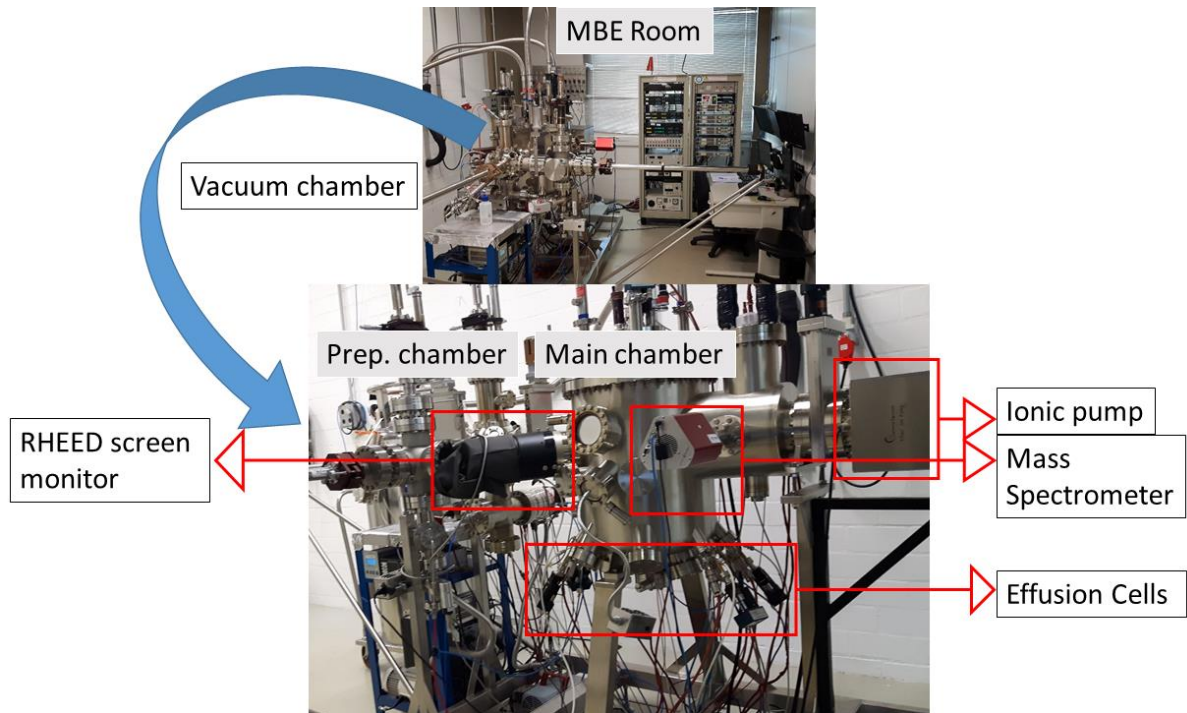 MBE Room
Vacuum chamber
Prep. chamber
Main chamber
RHEED screen
monitor
Ionic pump
Mass
Spectrometer
Effusion Cells